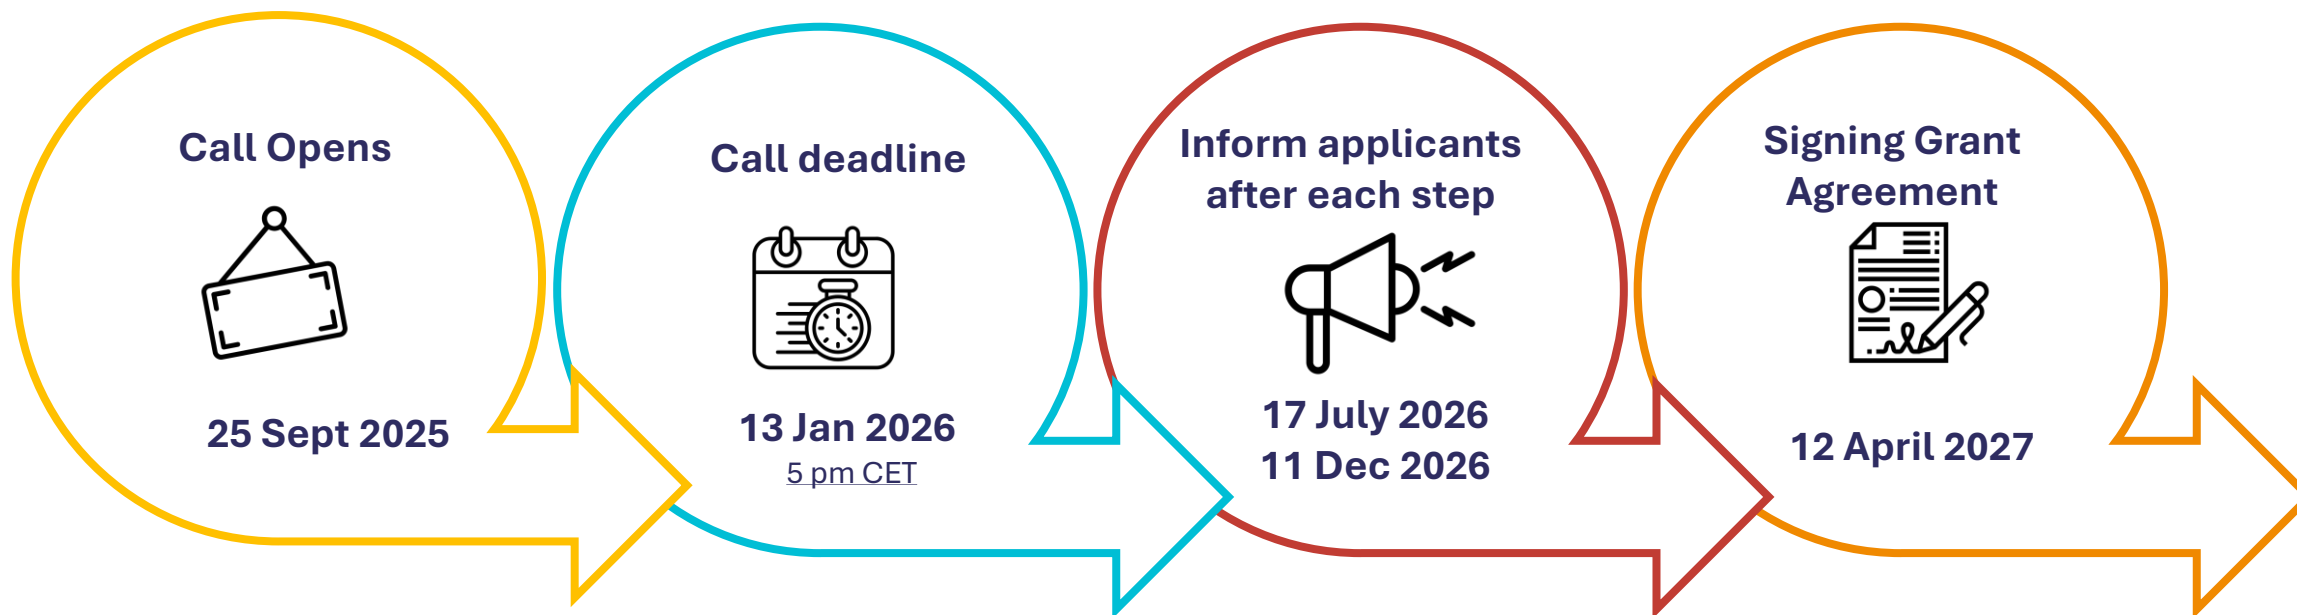 Call Opens
25 Sept 2025
Call deadline
13 Jan 2026
5 pm CET
Inform applicants
after each step
17 July 2026
11 Dec 2026
Signing Grant
Agreement
12 April 2027